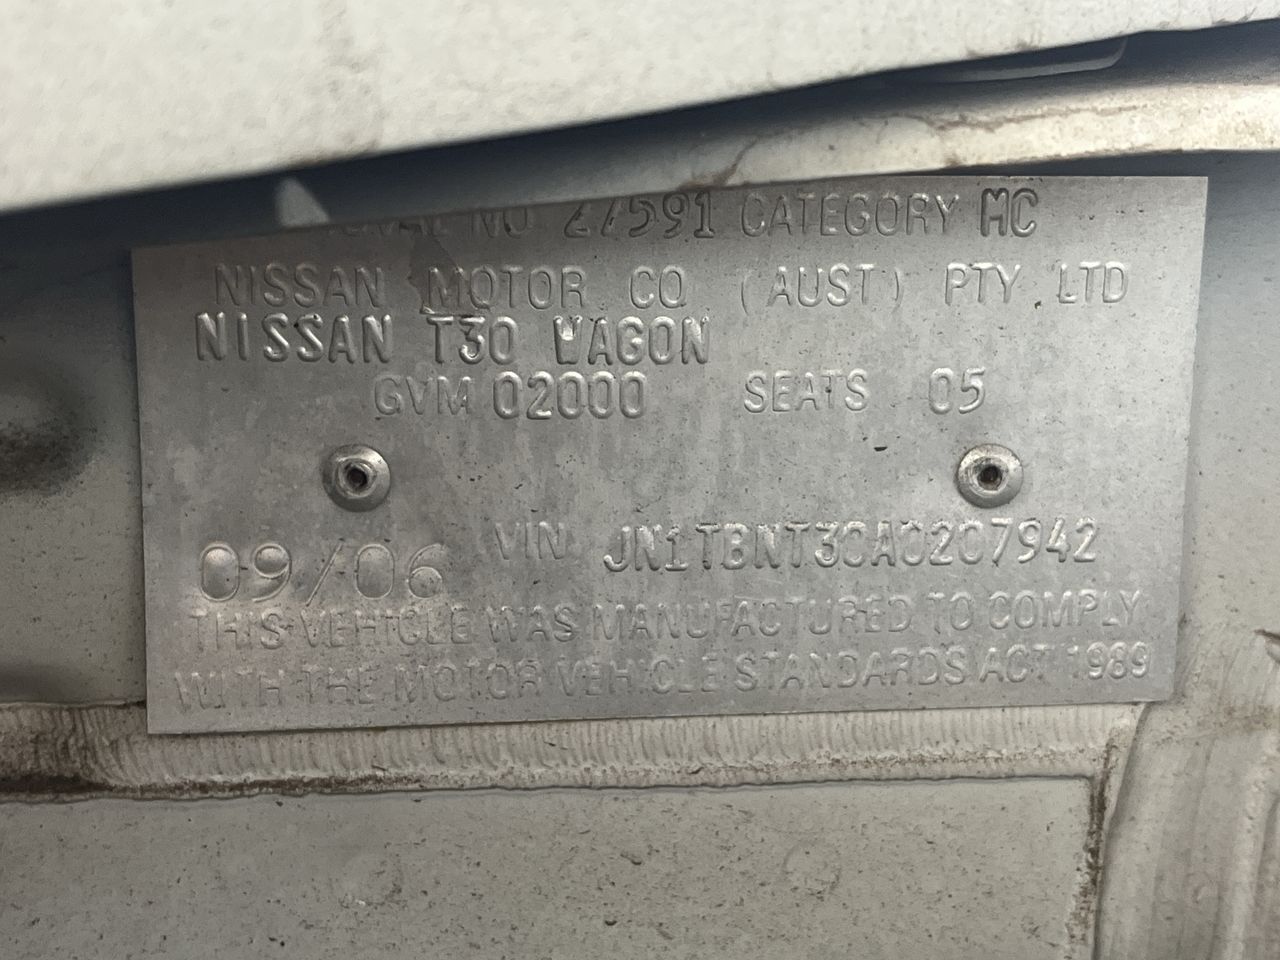 NO 27591 CATEGORY MC
NISSAN MOTOR CO (AUST) PTY LTD
NISSAN T30 WAGON
GVM 02000 SEATS 05
09/06 VIN JN1TBNT30A0207942
THIS VEHICLE WAS MANUFACTURED TO COMPLY
WITH THE MOTOR VEHICLE STANDARDS ACT 1989